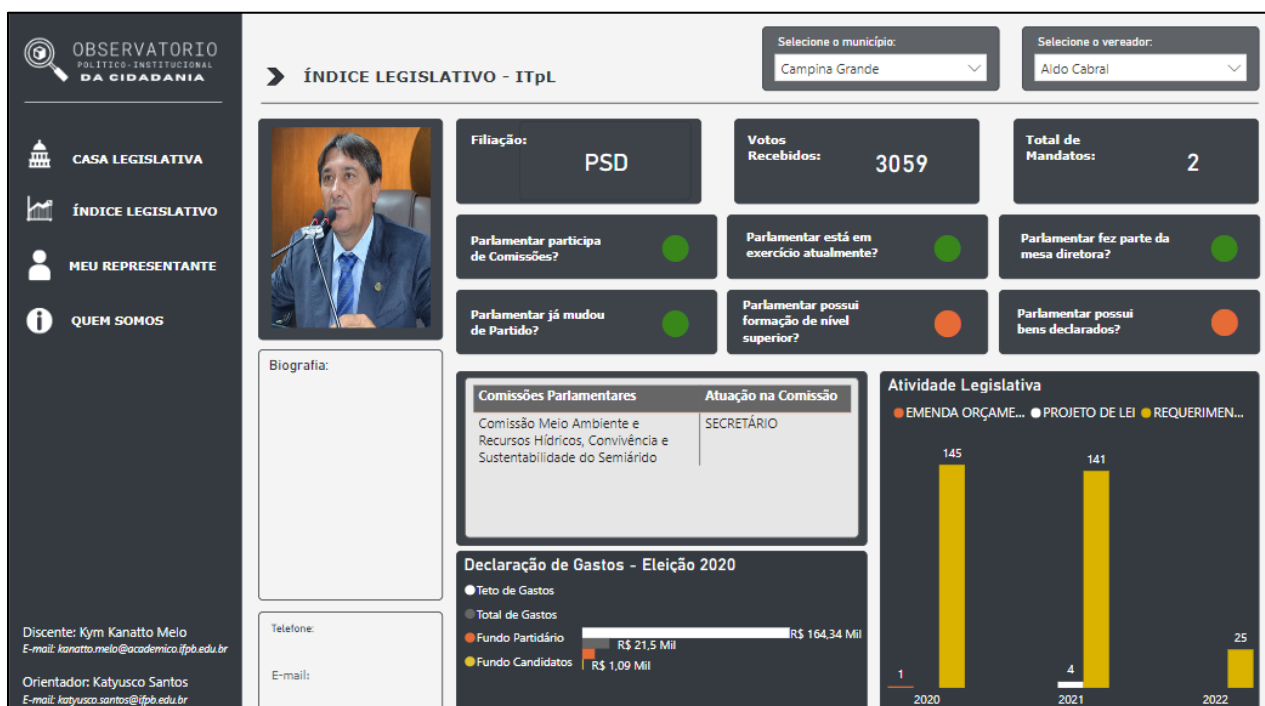 OBSERVATORIO
POLÍTICO-INSTITUCIONAL
DA CIDADANIA
CASA LEGISLATIVA
ÍNDICE LEGISLATIVO
MEU REPRESENTANTE
QUEM SOMOS
Discente: Kym Kanatto Melo
E-mail: kanatto.melo@academico.ifpb.edu.br
Orientador: Katyusco Santos
E-mail: katyusco.santos@ifpb.edu.br
ÍNDICE LEGISLATIVO - ITpL
Selecione o município:
Campina Grande
Selecione o vereador:
Aldo Cabral
Filiação:
PSD
Votos
Recebidos:
3059
Total de
Mandatos:
2
Parlamentar participa
de Comissões?
Parlamentar está em
exercício atualmente?
Parlamentar fez parte da
mesa diretora?
Parlamentar já mudou
de Partido?
Parlamentar possui
formação de nível
superior?
Parlamentar possui
bens declarados?
Biografia:
Telefone:
E-mail:
Comissões Parlamentares
Atuação na Comissão
Comissão Meio Ambiente e
Recursos Hídricos, Convivência e
Sustentabilidade do Semiárido
SECRETÁRIO
Declaração de Gastos - Eleição 2020
Teto de Gastos
Total de Gastos
Fundo Partidário
Fundo Candidatos
R$ 164,34 Mil
R$ 21,5 Mil
R$ 1,09 Mil
Atividade Legislativa
EMENDA ORÇAME... PROJETO DE LEI REQUERIMEN...
145
141
25
1
4
2020
2021
2022